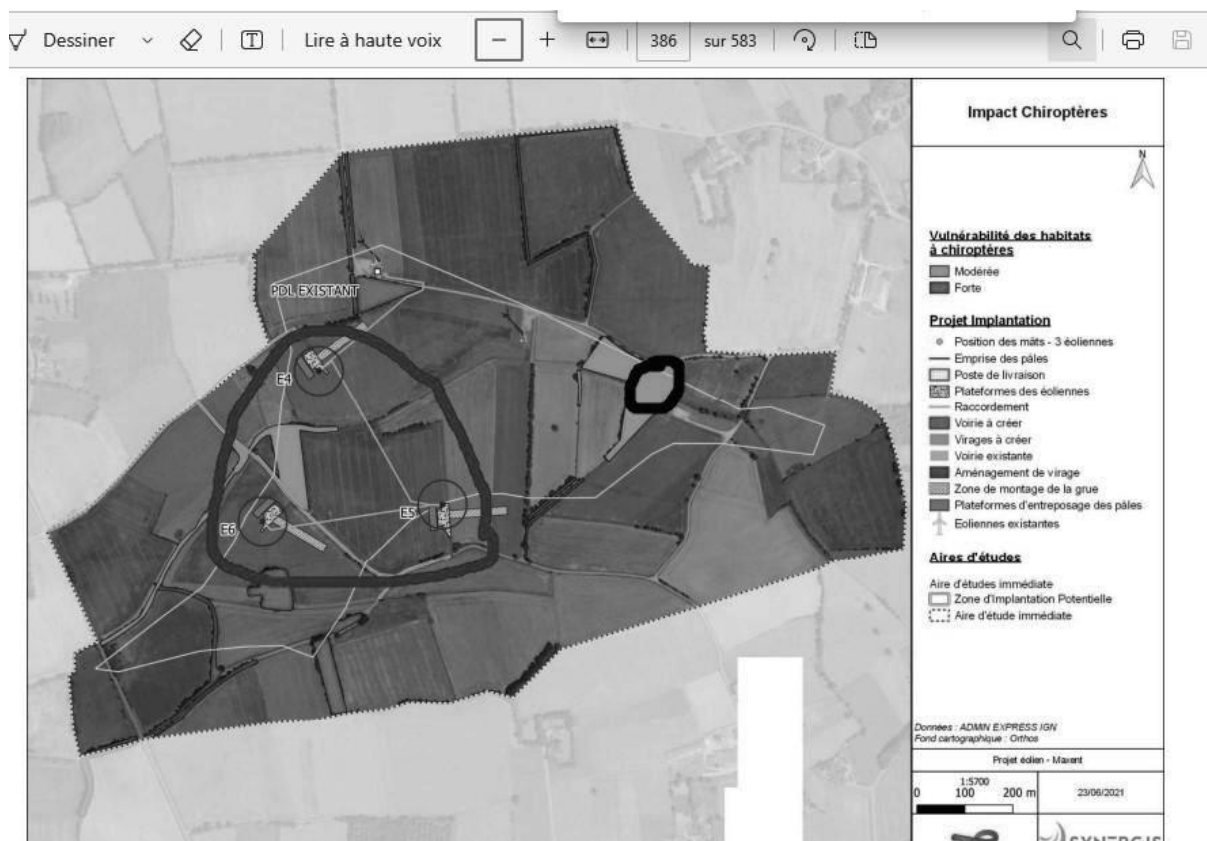 Dessiner
Lire à haute voix
386 sur 583
Impact Chiroptères
N
Vulnérabilité des habitats
à chiroptères
Modérée
Forte
Projet Implantation
Position des mâts - 3 éoliennes
Emprise des pâles
Poste de livraison
Plateformes des éoliennes
Raccordement
Voirie à créer
Virages à créer
Voirie existante
Aménagement de virage
Zone de montage de la grue
Plateformes d'entreposage des pâles
Eoliennes existantes
Aires d'études
Aire d'études immédiate
Zone d'Implantation Potentielle
Aire d'étude immédiate
PDL EXISTANT
E4
E5
E6
Données : ADMIN EXPRESS IGN
Fond cartographique : Orthos
Projet éolien - Maxent
1:5700
0 100 200 m
23/06/2021
SYNERGIS